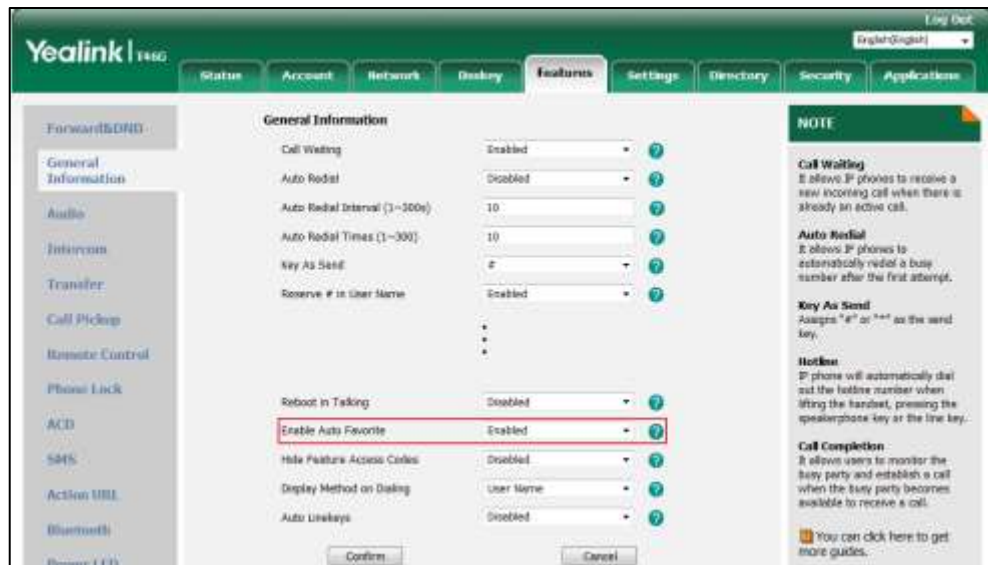 Log Out
Yealink | T46G
English(English)
Status Account Network Dsskey Features Settings Directory Security Applications
Forward&DND
General Information
Audio
Intercom
Transfer
Call Pickup
Remote Control
Phone Lock
ACD
SMS
Action URL
Bluetooth
Power LED
General Information
Call Waiting Enabled
Auto Redial Disabled
Auto Redial Interval (1~300s) 10
Auto Redial Times (1~300) 10
Key As Send #
Reserve # in User Name Enabled
Reboot in Talking Disabled
Enable Auto Favorite Enabled
Hide Feature Access Codes Disabled
Display Method on Dialing User Name
Auto Linekeys Disabled
Confirm Cancel
NOTE
Call Waiting
It allows IP phones to receive a
new incoming call when there is
already an active call.
Auto Redial
It allows IP phones to
automatically redial a busy
number after the first attempt.
Key As Send
Assigns "#" or "*" as the send
key.
Hotline
IP phone will automatically dial
out the hotline number when
lifting the handset, pressing the
speakerphone key or the line key.
Call Completion
It allows users to monitor the
busy party and establish a call
when the busy party becomes
available to receive a call.
You can click here to get
more guides.